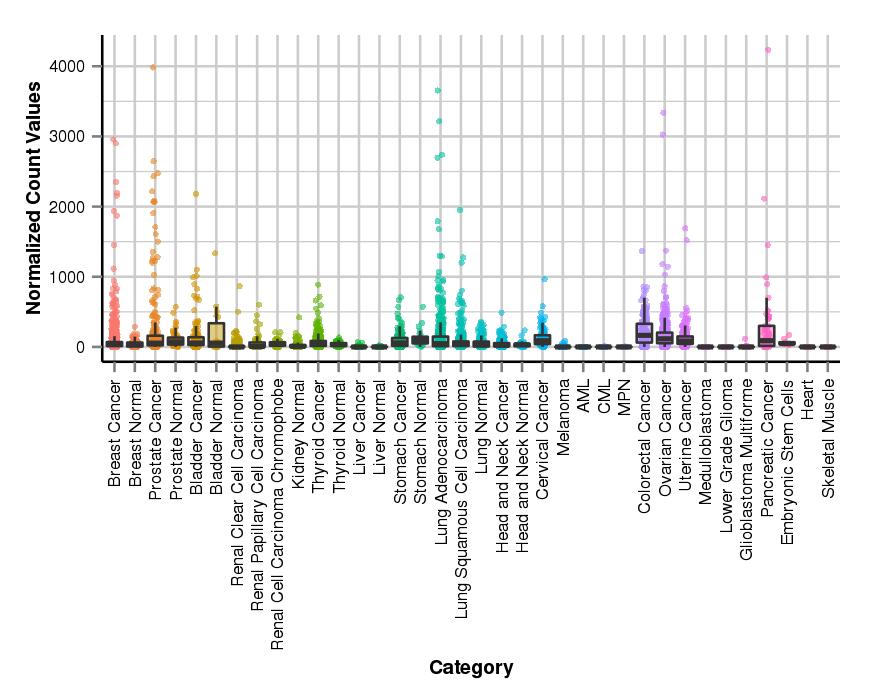 Normalized Count Values
4000
3000
2000
1000
0
Breast Cancer
Breast Normal
Prostate Cancer
Prostate Normal
Bladder Cancer
Bladder Normal
Renal Clear Cell Carcinoma
Renal Papillary Cell Carcinoma
Renal Cell Carcinoma Chromophobe
Kidney Normal
Thyroid Cancer
Thyroid Normal
Liver Cancer
Liver Normal
Stomach Cancer
Stomach Normal
Lung Adenocarcinoma
Lung Squamous Cell Carcinoma
Lung Normal
Head and Neck Cancer
Head and Neck Normal
Cervical Cancer
Melanoma
AML
CML
MPN
Colorectal Cancer
Ovarian Cancer
Uterine Cancer
Medulloblastoma
Lower Grade Glioma
Glioblastoma Multiforme
Pancreatic Cancer
Embryonic Stem Cells
Heart
Skeletal Muscle
Category